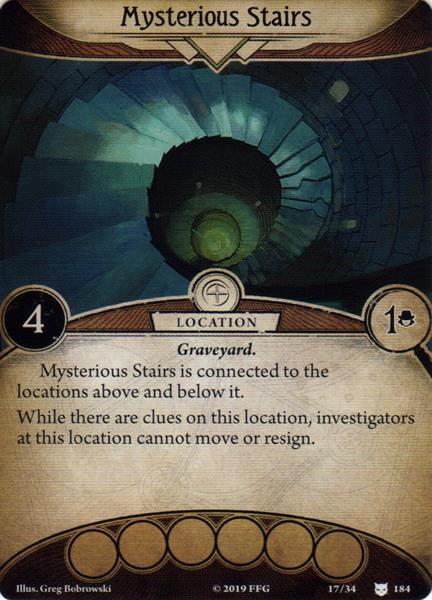 Mysterious Stairs
4
LOCATION
1
Graveyard.
Mysterious Stairs is connected to the
locations above and below it.
While there are clues on this location, investigators
at this location cannot move or resign.
Illus. Greg Bobrowski
© 2019 FFG
17/34
184